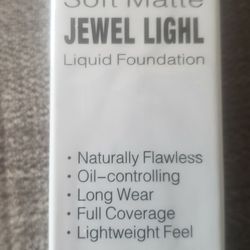 Soft Matte
JEWEL LIGHL
Liquid Foundation
· Naturally Flawless
· Oil-controlling
· Long Wear
· Full Coverage
· Lightweight Feel